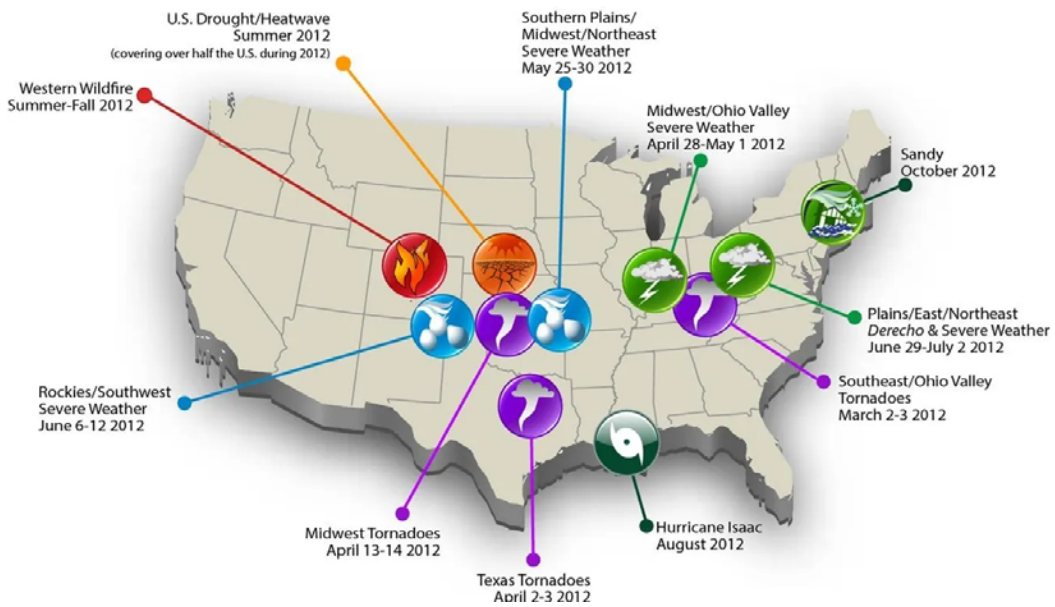 U.S. Drought/Heatwave
Summer 2012
(covering over half the U.S. during 2012)
Southern Plains/
Midwest/Northeast
Severe Weather
May 25-30 2012
Western Wildfire
Summer-Fall 2012
Midwest/Ohio Valley
Severe Weather
April 28-May 1 2012
Sandy
October 2012
Plains/East/Northeast
Derecho & Severe Weather
June 29-July 2 2012
Southeast/Ohio Valley
Tornadoes
March 2-3 2012
Rockies/Southwest
Severe Weather
June 6-12 2012
Midwest Tornadoes
April 13-14 2012
Hurricane Isaac
August 2012
Texas Tornadoes
April 2-3 2012